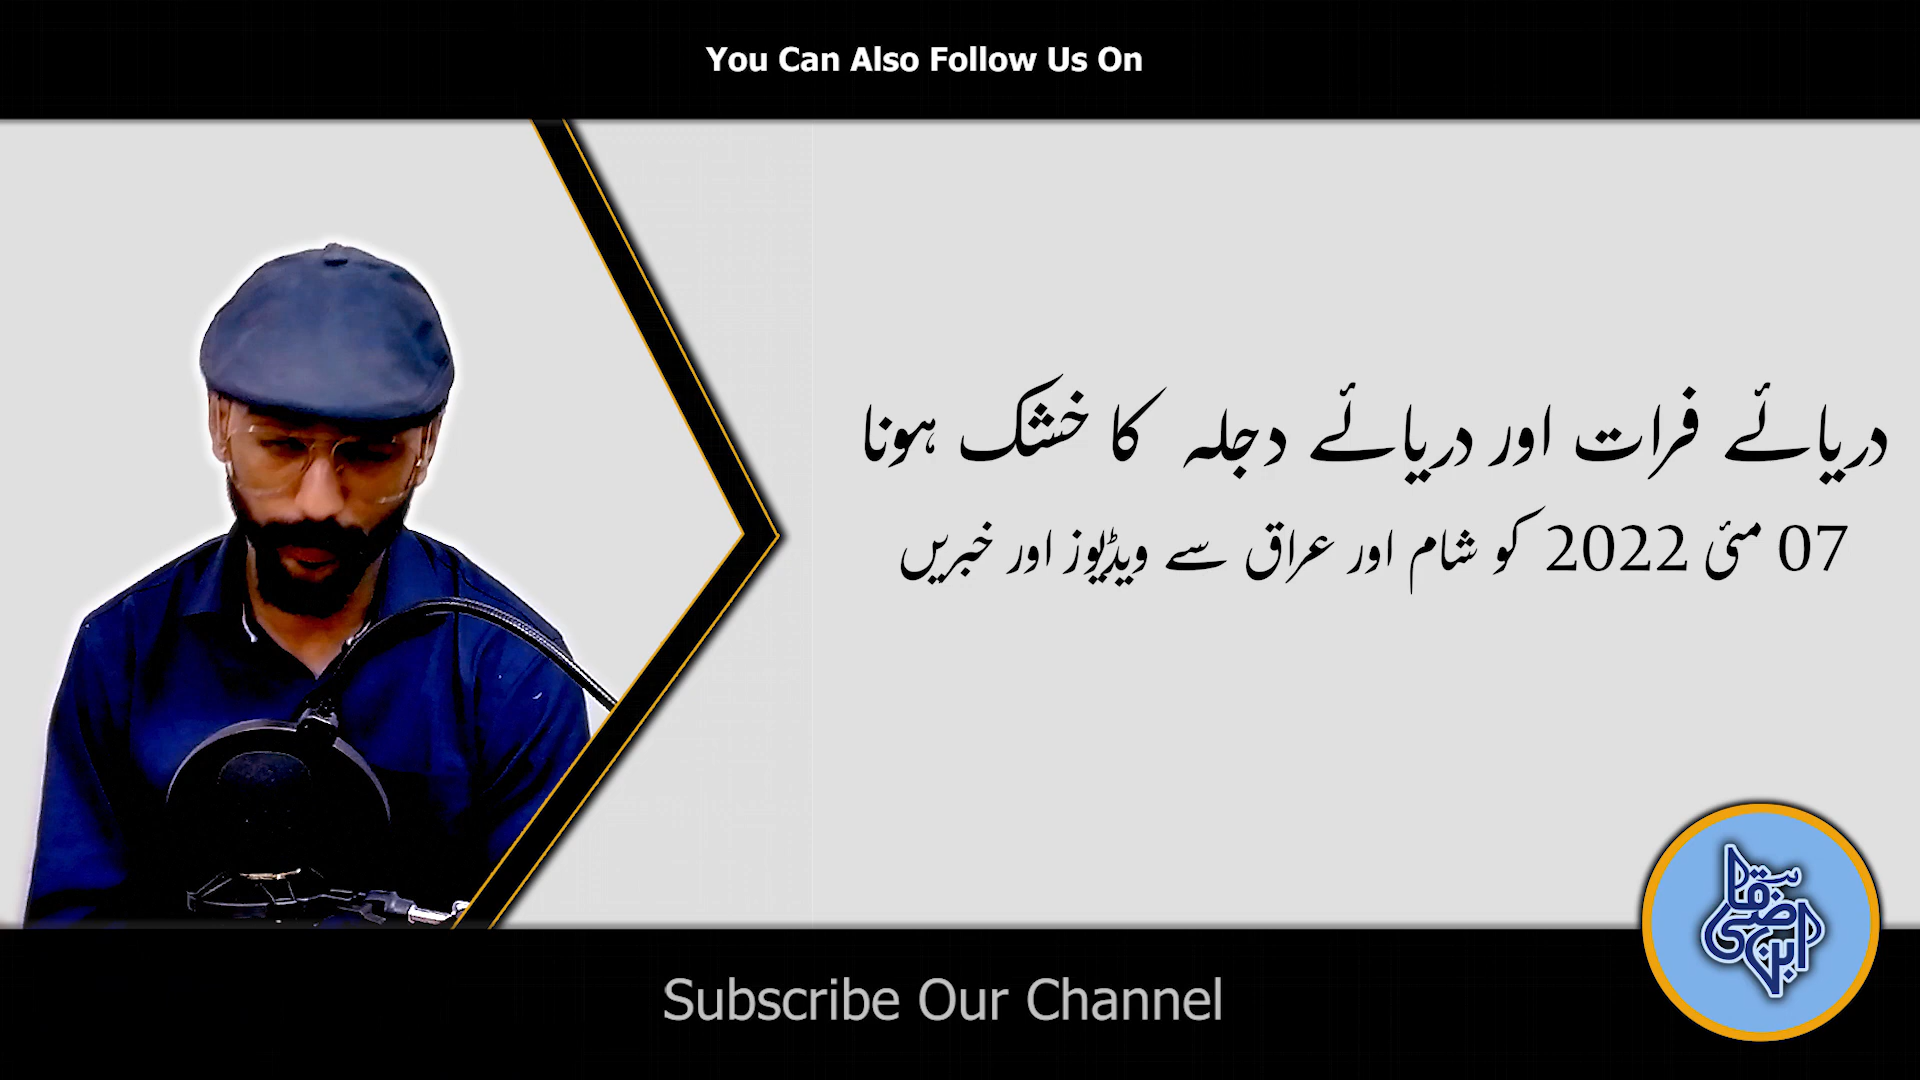 You Can Also Follow Us On
دریائے فرات اور دریائے دجلہ کا خشک ہونا
07 مئی 2022 کو شام اور عراق سے ویڈیوز اور خبریں
Subscribe Our Channel